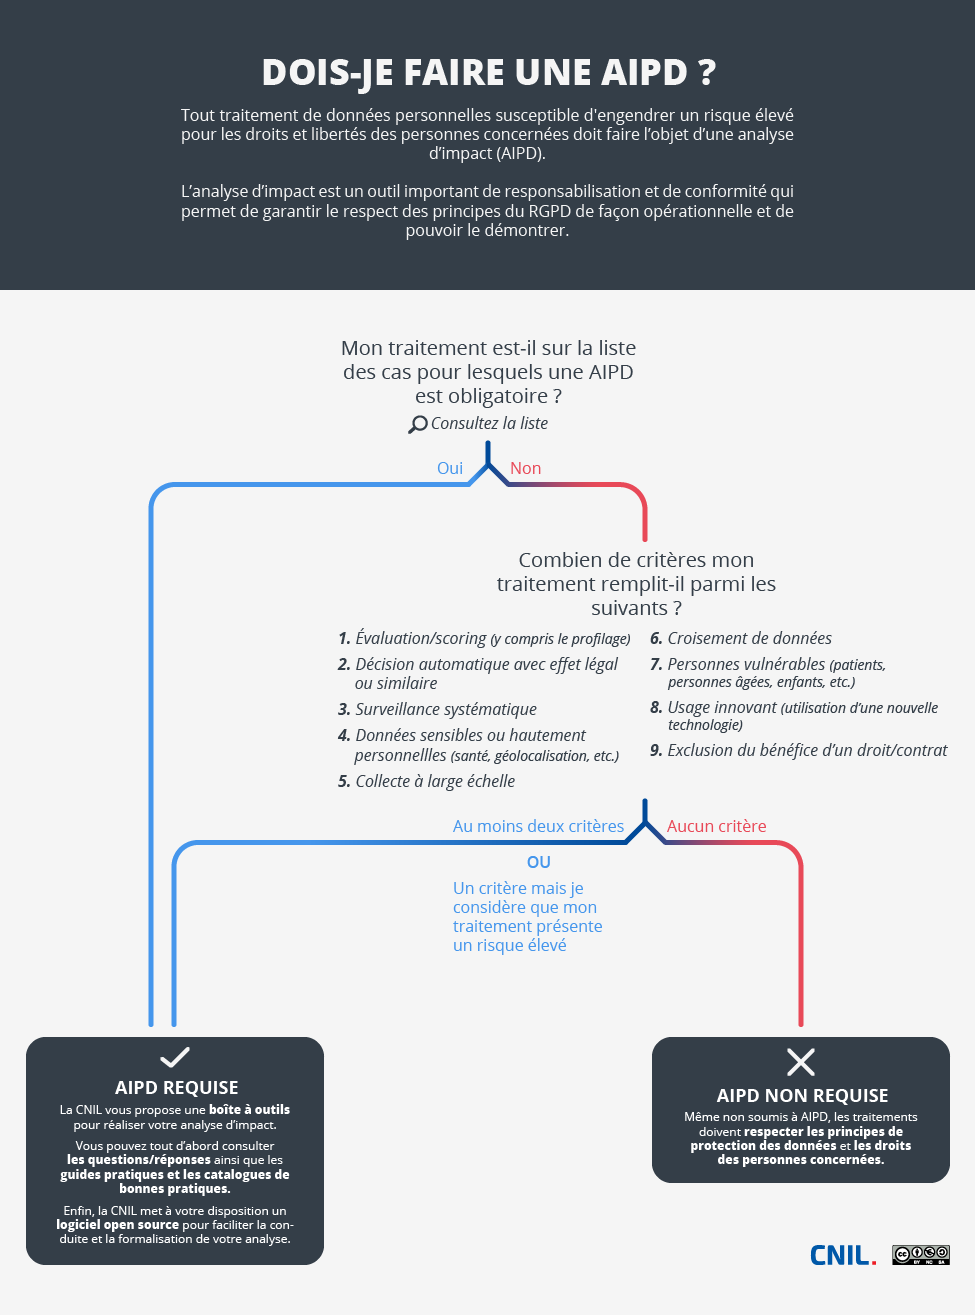 DOIS-JE FAIRE UNE AIPD ?
Tout traitement de données personnelles susceptible d'engendrer un risque élevé
pour les droits et libertés des personnes concernées doit faire l’objet d’une analyse
d’impact (AIPD).
L’analyse d’impact est un outil important de responsabilisation et de conformité qui
permet de garantir le respect des principes du RGPD de façon opérationnelle et de
pouvoir le démontrer.
Mon traitement est-il sur la liste
des cas pour lesquels une AIPD
est obligatoire ?
Consultez la liste
Oui
Non
Combien de critères mon
traitement remplit-il parmi les
suivants ?
1. Évaluation/scoring (y compris le profilage)
2. Décision automatique avec effet légal
ou similaire
3. Surveillance systématique
4. Données sensibles ou hautement
personnellles (santé, géolocalisation, etc.)
5. Collecte à large échelle
6. Croisement de données
7. Personnes vulnérables (patients,
personnes âgées, enfants, etc.)
8. Usage innovant (utilisation d’une nouvelle
technologie)
9. Exclusion du bénéfice d’un droit/contrat
Au moins deux critères
OU
Un critère mais je
considère que mon
traitement présente
un risque élevé
Aucun critère
AIPD REQUISE
La CNIL vous propose une boîte à outils
pour réaliser votre analyse d’impact.
Vous pouvez tout d’abord consulter
les questions/réponses ainsi que les
guides pratiques et les catalogues de
bonnes pratiques.
Enfin, la CNIL met à votre disposition un
logiciel open source pour faciliter la con-
duite et la formalisation de votre analyse.
AIPD NON REQUISE
Même non soumis à AIPD, les traitements
doivent respecter les principes de
protection des données et les droits
des personnes concernées.
CNIL.
cc BY NC SA